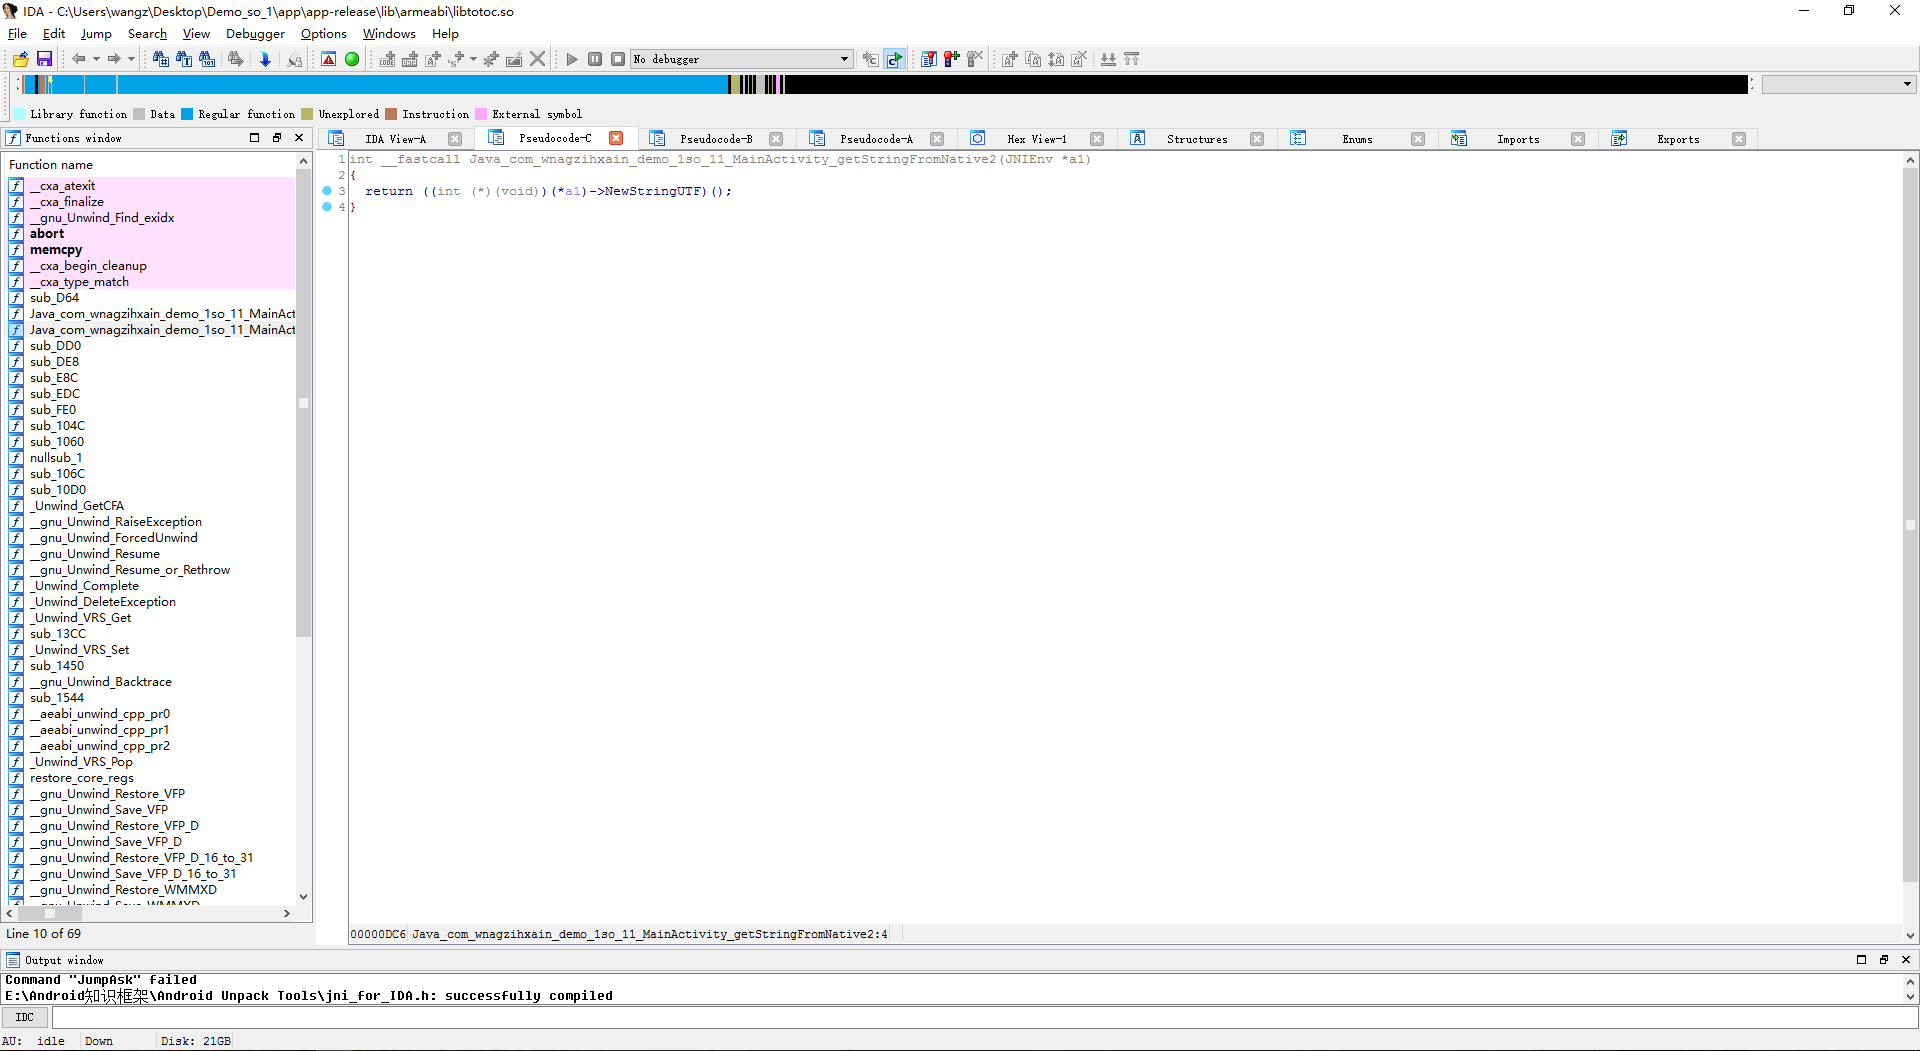 IDA - C:\Users\wangz\Desktop\Demo_so_1\app\app-release\lib\armeabi\libtotoc.so
File Edit Jump Search View Debugger Options Windows Help
No debugger
Library function Data Regular function Unexplored Instruction External symbol
Functions window
IDA View-A Pseudocode-C Pseudocode-B Pseudocode-A Hex View-1 Structures Enums Imports Exports
Function name
__cxa_atexit
__cxa_finalize
__gnu_Unwind_Find_exidx
abort
memcpy
__cxa_begin_cleanup
__cxa_type_match
sub_D64
Java_com_wnagzihxain_demo_1so_11_MainAct
Java_com_wnagzihxain_demo_1so_11_MainAct
sub_DD0
sub_DE8
sub_E8C
sub_EDC
sub_FE0
sub_104C
sub_1060
nullsub_1
sub_106C
sub_10D0
_Unwind_GetCFA
__gnu_Unwind_RaiseException
__gnu_Unwind_ForcedUnwind
__gnu_Unwind_Resume
__gnu_Unwind_Resume_or_Rethrow
_Unwind_Complete
_Unwind_DeleteException
_Unwind_VRS_Get
sub_13CC
_Unwind_VRS_Set
sub_1450
__gnu_Unwind_Backtrace
sub_1544
__aeabi_unwind_cpp_pr0
__aeabi_unwind_cpp_pr1
__aeabi_unwind_cpp_pr2
_Unwind_VRS_Pop
restore_core_regs
__gnu_Unwind_Restore_VFP
__gnu_Unwind_Save_VFP
__gnu_Unwind_Restore_VFP_D
__gnu_Unwind_Save_VFP_D
__gnu_Unwind_Restore_VFP_D_16_to_31
__gnu_Unwind_Save_VFP_D_16_to_31
__gnu_Unwind_Restore_WMMXD
__gnu_Unwind_Save_WMMXD
Line 10 of 69
1 int __fastcall Java_com_wnagzihxain_demo_1so_11_MainActivity_getStringFromNative2(JNIEnv *a1)
2 {
3 return ((int (*)(void))(*a1)->NewStringUTF)();
4 }
00000DC6 Java_com_wnagzihxain_demo_1so_11_MainActivity_getStringFromNative2:4
Output window
Command "JumpAsk" failed
E:\Android知识框架\Android Unpack Tools\jni_for_IDA.h: successfully compiled
IDC
AU: idle Down Disk: 21GB